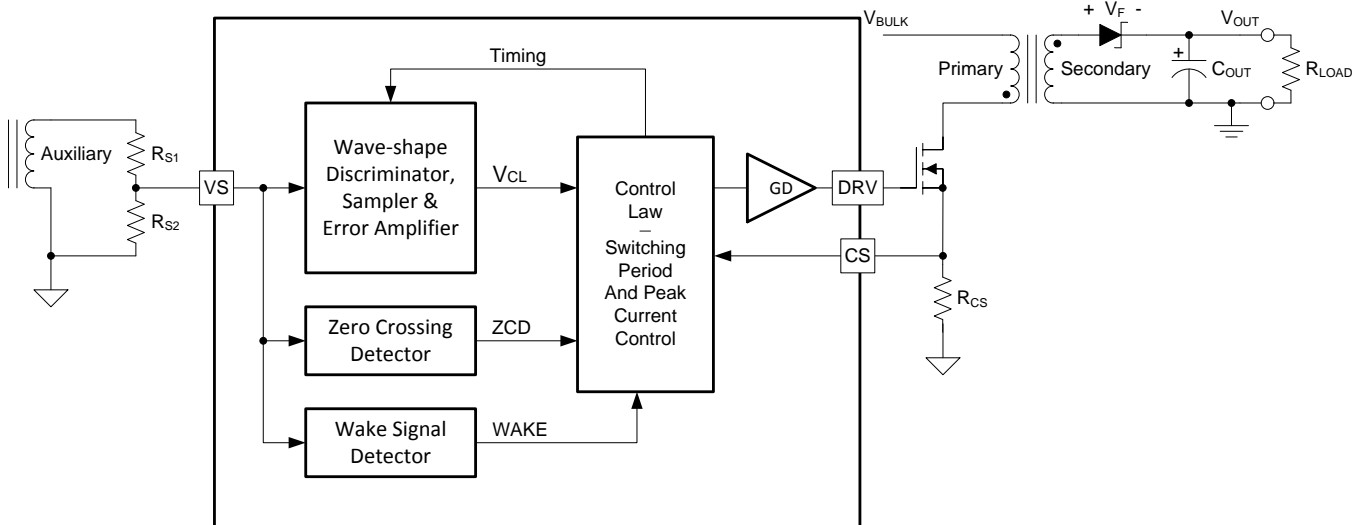 Auxiliary
RS1
RS2
VS
Timing
Wave-shape
Discriminator,
Sampler &
Error Amplifier
VCL
Zero Crossing
Detector
ZCD
Wake Signal
Detector
WAKE
Control
Law
–
Switching
Period
And Peak
Current
Control
GD
DRV
CS
RCS
VBULK
Primary
Secondary
+ VF -
VOUT
+
COUT
RLOAD